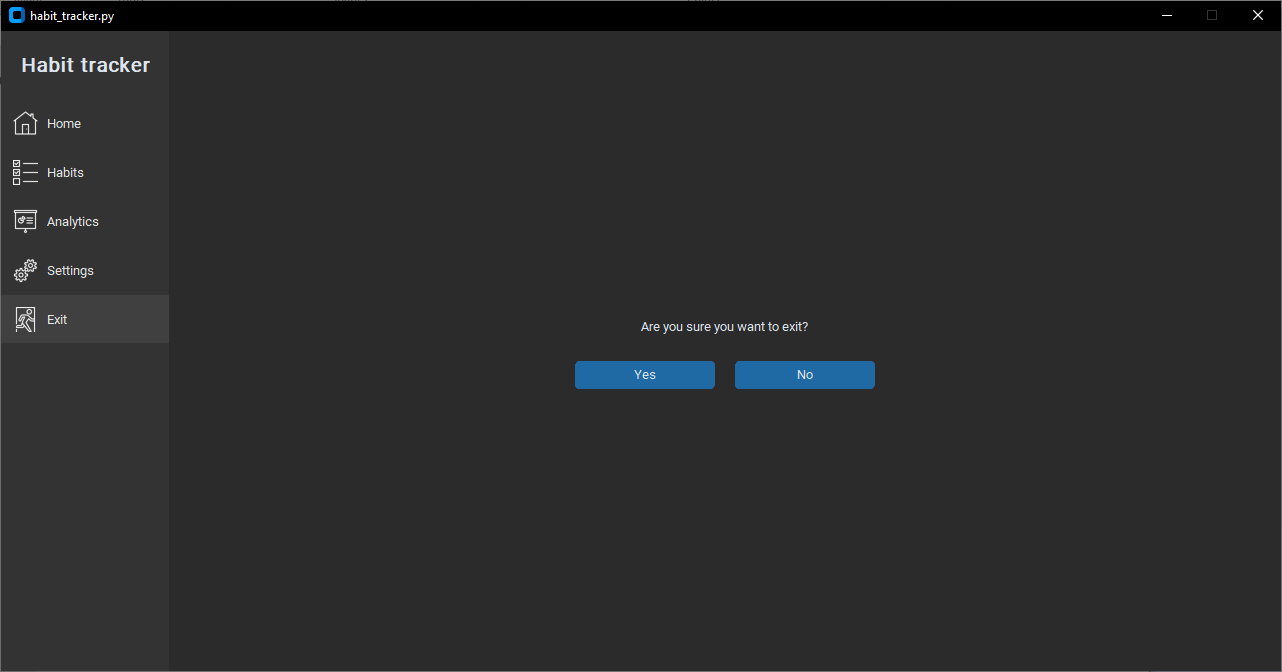 habit_tracker.py
Habit tracker
Home
Habits
Analytics
Settings
Exit
Are you sure you want to exit?
Yes
No